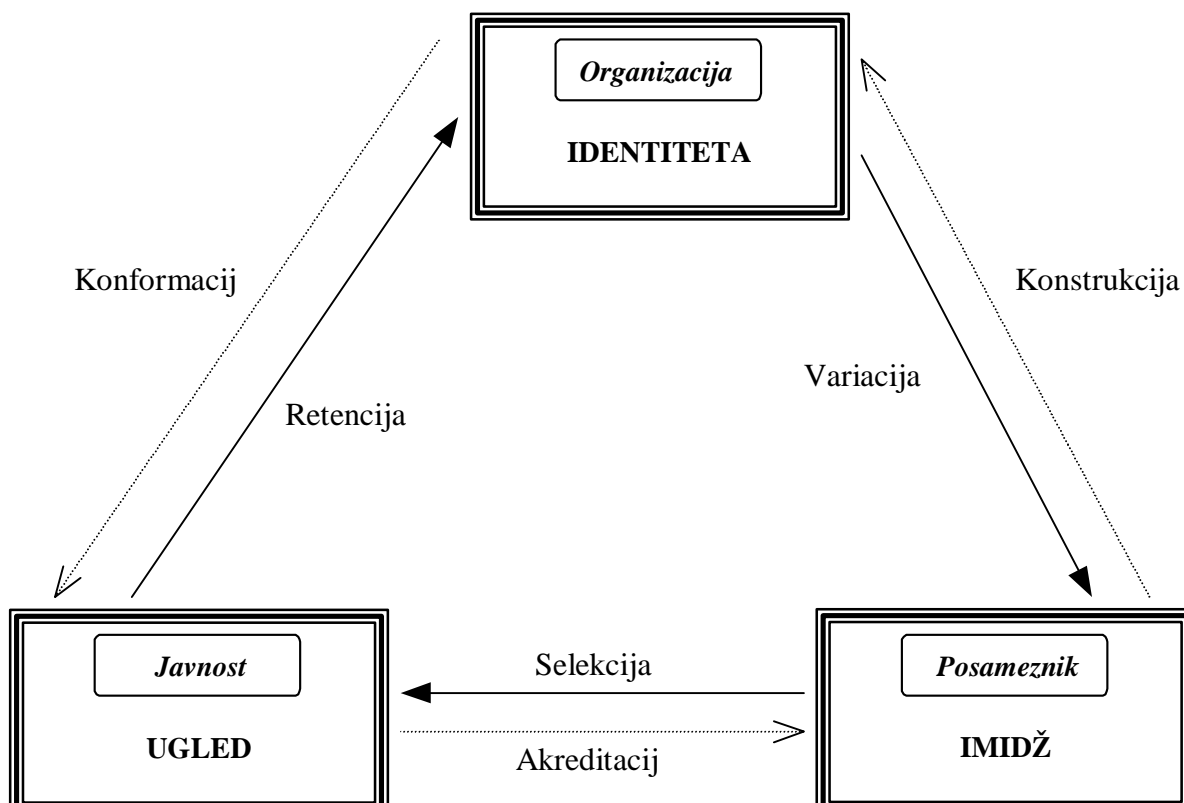 Organizacija
IDENTITETA
Konformacij
Konstrukcija
Variacija
Retencija
Javnost
UGLED
Selekcija
Akreditacij
Posameznik
IMIDŽ